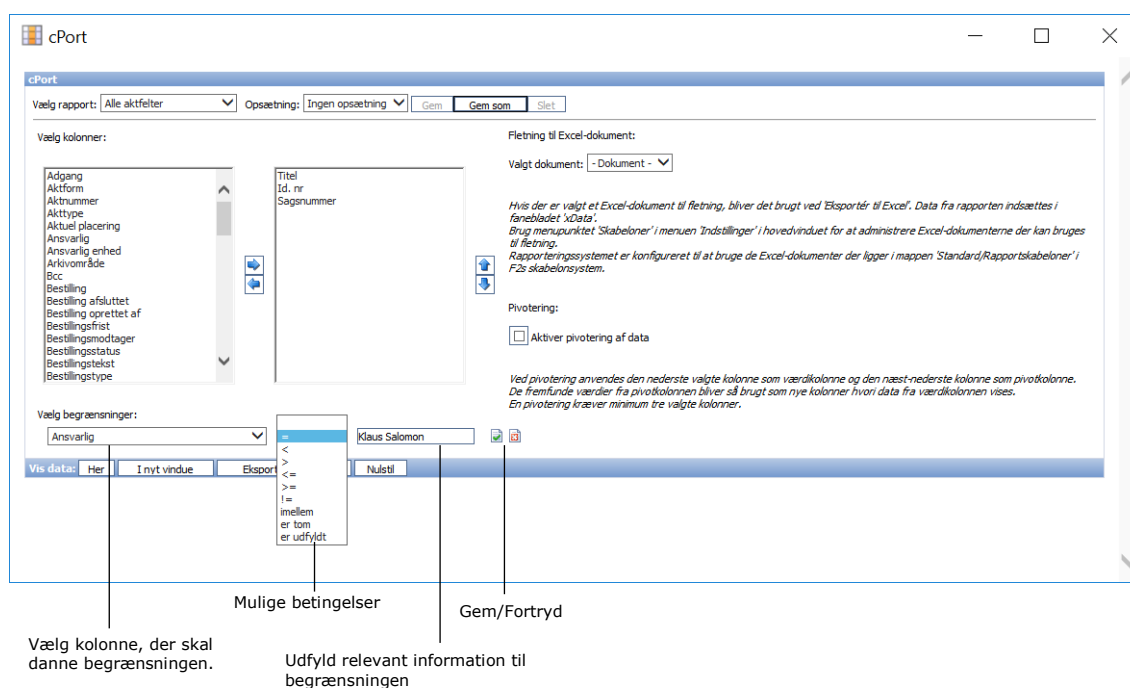 cPort
cPort
Vælg rapport: Alle aktfelter Opsætning: Ingen opsætning Gem Gem som Slet
Vælg kolonner:
Adgang
Aktform
Aktnummer
Akttype
Aktuel placering
Ansvarlig
Ansvarlig enhed
Arkivområde
Bcc
Bestilling
Bestilling afsluttet
Bestilling oprettet af
Bestillingsfrist
Bestillingsmodtager
Bestillingsstatus
Bestillingstekst
Bestillingstype
Titel
Id. nr
Sagsnummer
Fletning til Excel-dokument:
Valgt dokument: - Dokument -
Hvis der er valgt et Excel-dokument til fletning, bliver det brugt ved 'Eksportér til Excel'. Data fra rapporten indsættes i
fanebladet 'xData'.
Brug menupunktet 'Skabeloner' i menuen 'Indstillinger' i hovedvinduet for at administrere Excel-dokumenterne der kan bruges
til fletning.
Rapporteringssystemet er konfigureret til at bruge de Excel-dokumenter der ligger i mappen 'Standard/Rapportskabeloner' i
F2s skabelonsystem.
Pivotering:
Aktiver pivotering af data
Ved pivotering anvendes den nederste valgte kolonne som værdikolonne og den næst-nederste kolonne som pivotkolonne.
De fremfundne værdier fra pivotkolonnen bliver så brugt som nye kolonner hvori data fra værdikolonnen vises.
En pivotering kræver minimum tre valgte kolonner.
Vælg begrænsninger:
Ansvarlig = Klaus Salomon
<
>
<=
>=
!=
imellem
er tom
er udfyldt
Vis data: Her I nyt vindue Eksport Nulstil
Mulige betingelser
Gem/Fortryd
Vælg kolonne, der skal
danne begrænsningen.
Udfyld relevant information til
begrænsningen